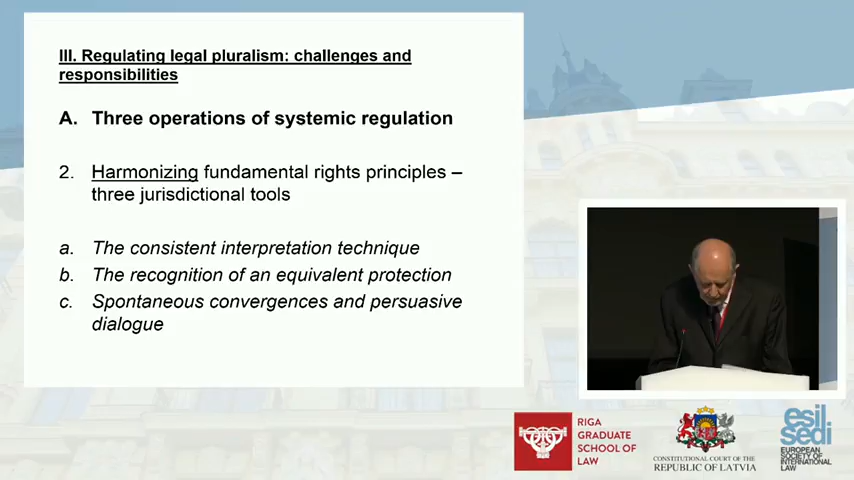 III. Regulating legal pluralism: challenges and
responsibilities
A. Three operations of systemic regulation
2. Harmonizing fundamental rights principles –
three jurisdictional tools
a. The consistent interpretation technique
b. The recognition of an equivalent protection
c. Spontaneous convergences and persuasive
dialogue
RIGA
GRADUATE
SCHOOL OF
LAW
CONSTITUTIONAL COURT OF THE
REPUBLIC OF LATVIA
esil
sedi
EUROPEAN
SOCIETY OF
INTERNATIONAL
LAW